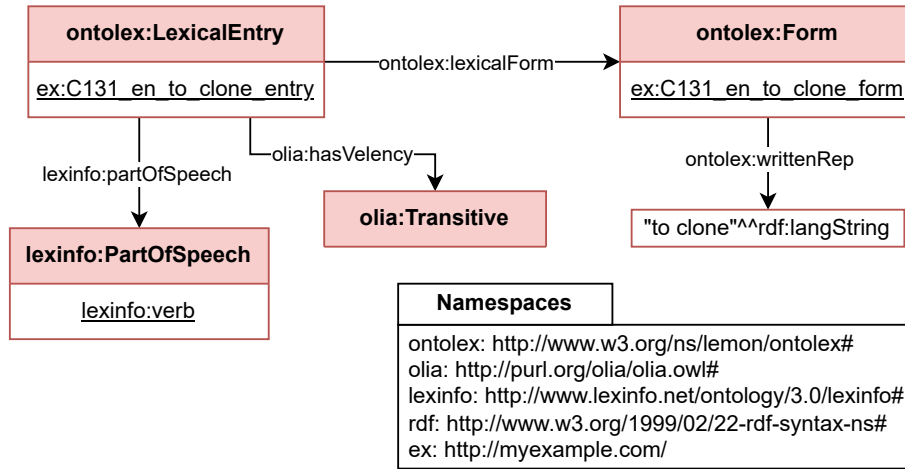 ontolex:LexicalEntry
ex:C131_en_to_clone_entry
ontolex:lexicalForm
ontolex:Form
ex:C131_en_to_clone_form
lexinfo:partOfSpeech
olia:hasVelency
ontolex:writtenRep
olia:Transitive
"to clone"^^rdf:langString
lexinfo:PartOfSpeech
lexinfo:verb
Namespaces
ontolex: http://www.w3.org/ns/lemon/ontolex#
olia: http://purl.org/olia/olia.owl#
lexinfo: http://www.lexinfo.net/ontology/3.0/lexinfo#
rdf: http://www.w3.org/1999/02/22-rdf-syntax-ns#
ex: http://myexample.com/